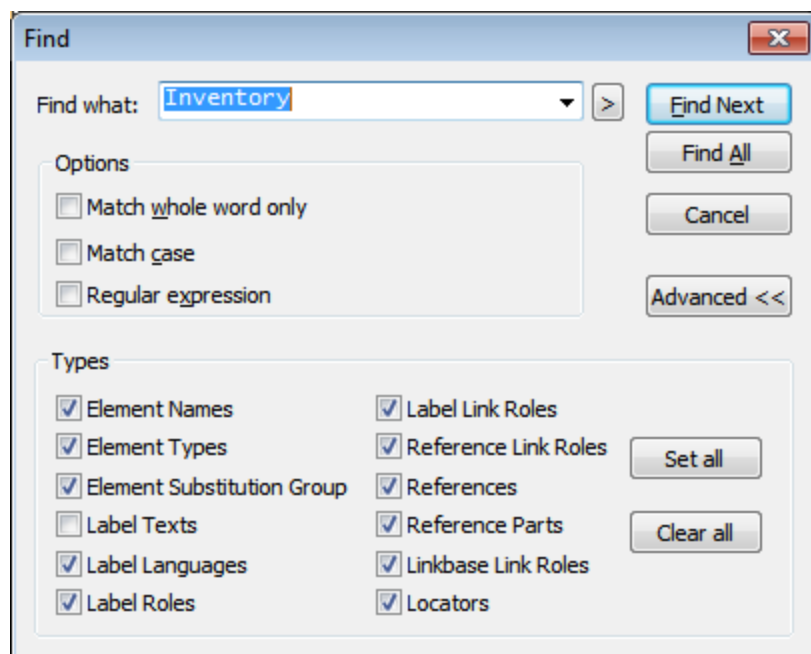 Find
Find what: Inventory >
Find Next
Find All
Cancel
Advanced <<
Options
Match whole word only
Match case
Regular expression
Types
Element Names
Element Types
Element Substitution Group
Label Texts
Label Languages
Label Roles
Label Link Roles
Reference Link Roles
References
Reference Parts
Linkbase Link Roles
Locators
Set all
Clear all